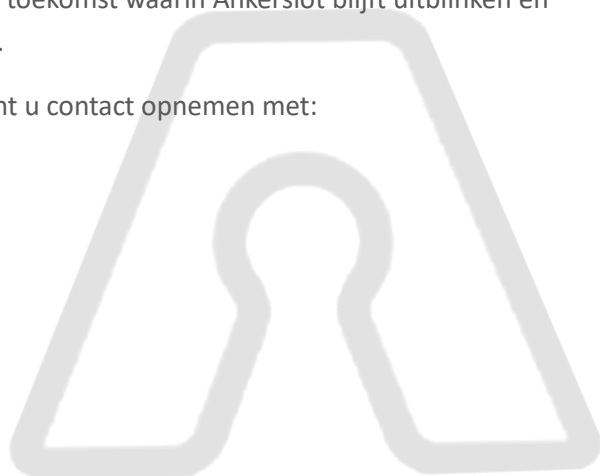 toekomst waarin Ankerslot blijft uitblinken en
.
nt u contact opnemen met: